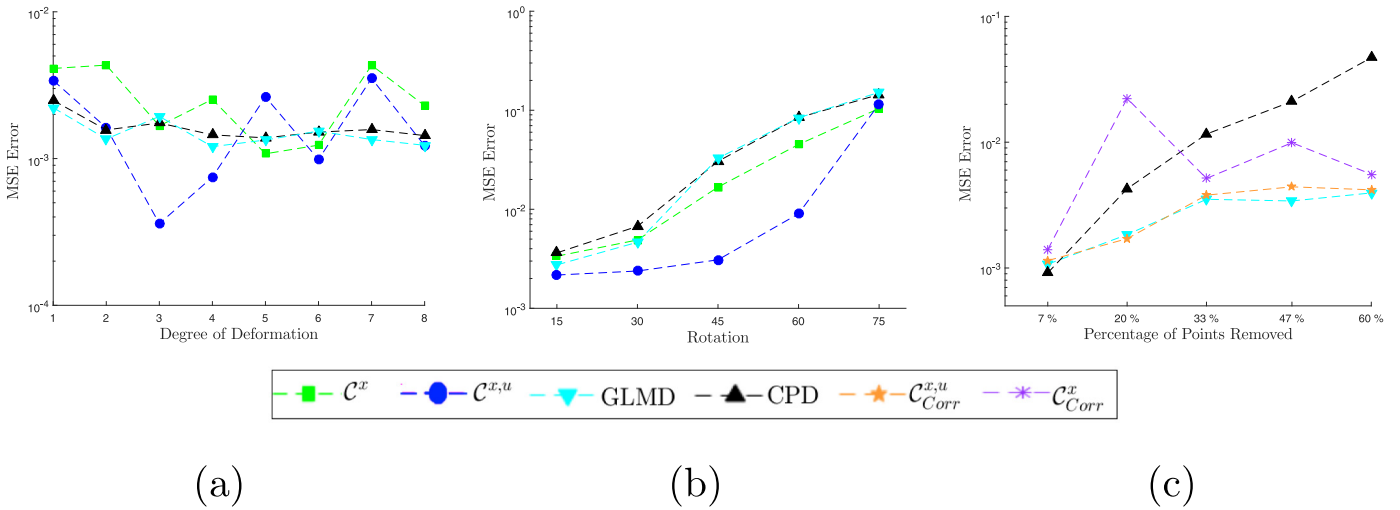 10^{-2}
10^{-3}
10^{-4}
MSE Error
1 2 3 4 5 6 7 8
Degree of Deformation
10^0
10^{-1}
10^{-2}
10^{-3}
MSE Error
15 30 45 60 75
Rotation
10^{-1}
10^{-2}
10^{-3}
MSE Error
7 % 20 % 33 % 47 % 60 %
Percentage of Points Removed
C^x C^{x,u} GLMD CPD C^{x,u}_{Corr} C^x_{Corr}
(a) (b) (c)